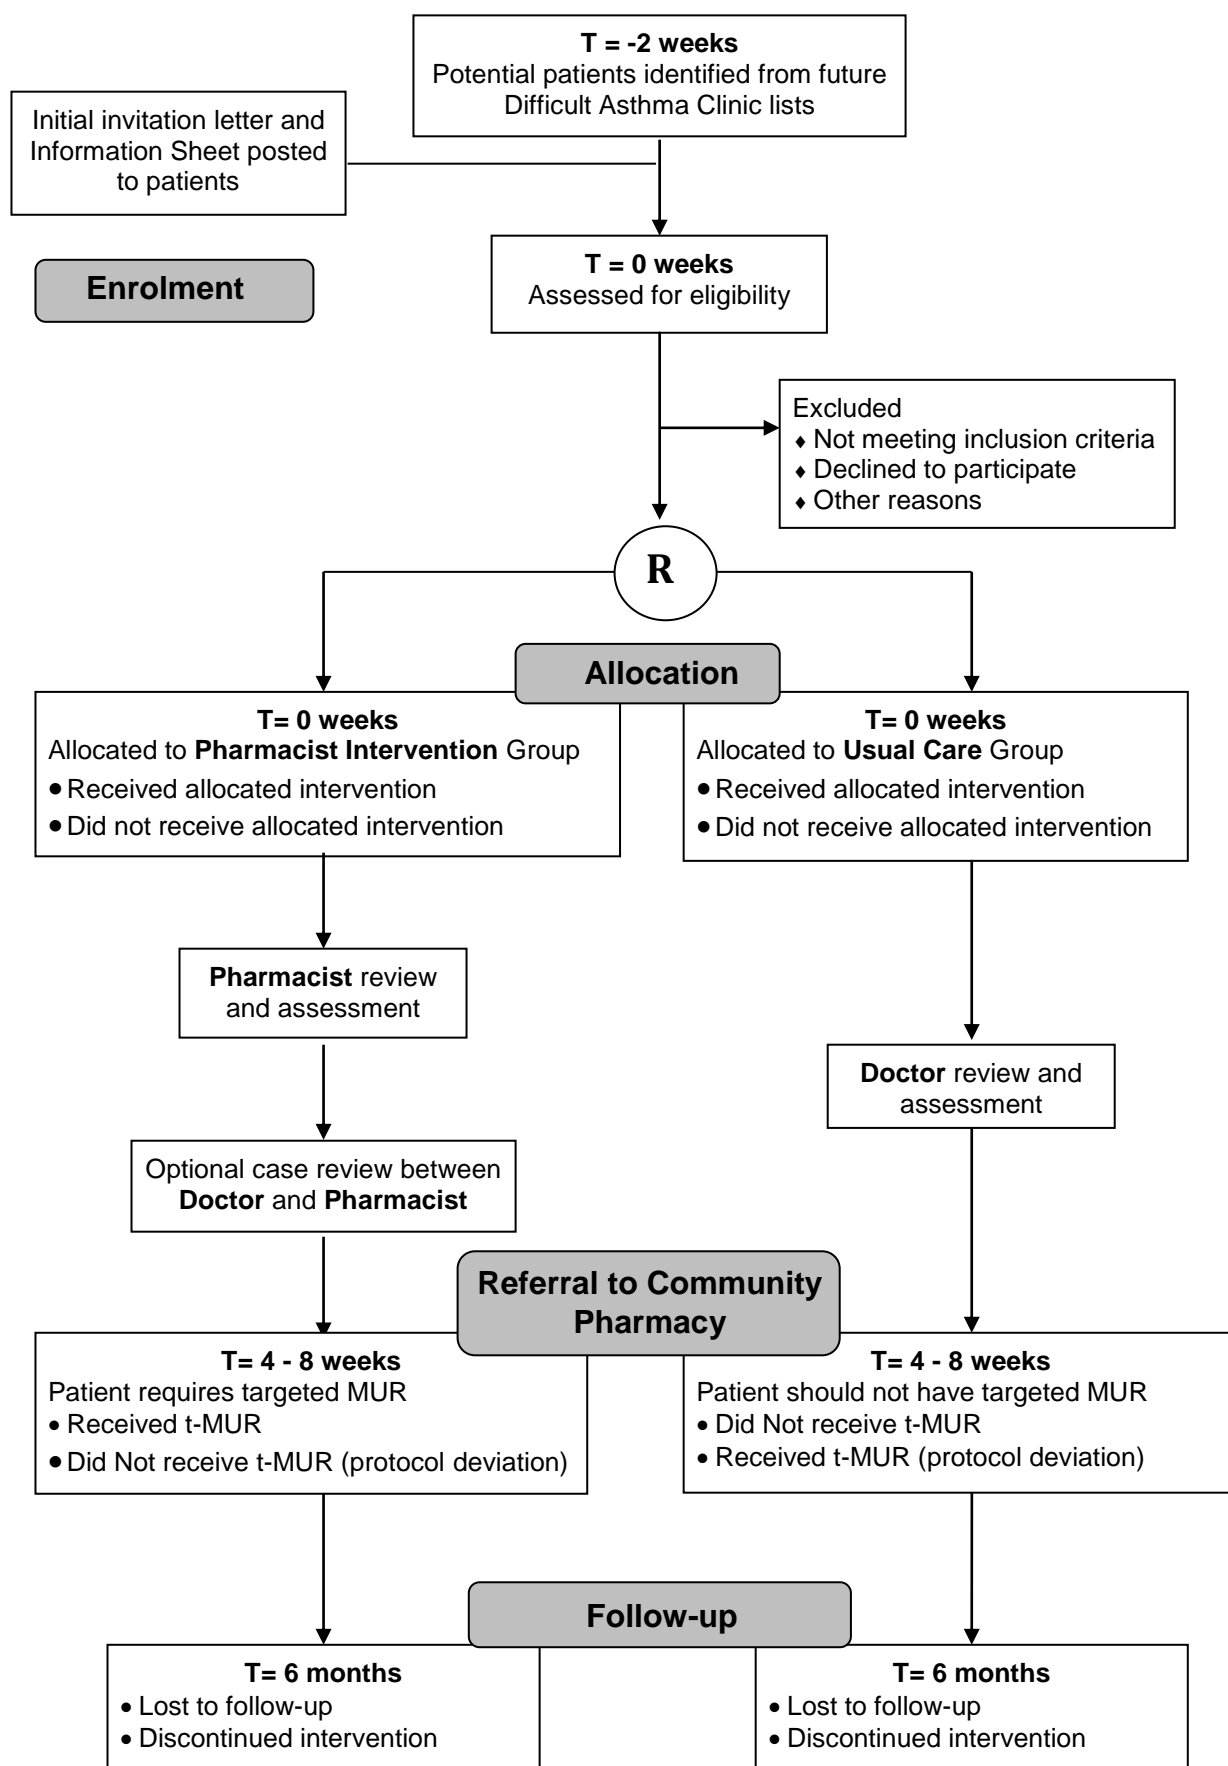 T = -2 weeks
Potential patients identified from future
Difficult Asthma Clinic lists
Initial invitation letter and
Information Sheet posted
to patients
T = 0 weeks
Assessed for eligibility
Enrolment
Excluded
♦ Not meeting inclusion criteria
♦ Declined to participate
♦ Other reasons
R
Allocation
T= 0 weeks
Allocated to Pharmacist Intervention Group
• Received allocated intervention
• Did not receive allocated intervention
T= 0 weeks
Allocated to Usual Care Group
• Received allocated intervention
• Did not receive allocated intervention
Pharmacist review
and assessment
Doctor review and
assessment
Optional case review between
Doctor and Pharmacist
Referral to Community
Pharmacy
T= 4 - 8 weeks
Patient requires targeted MUR
• Received t-MUR
• Did Not receive t-MUR (protocol deviation)
T= 4 - 8 weeks
Patient should not have targeted MUR
• Did Not receive t-MUR
• Received t-MUR (protocol deviation)
Follow-up
T= 6 months
• Lost to follow-up
• Discontinued intervention
T= 6 months
• Lost to follow-up
• Discontinued intervention